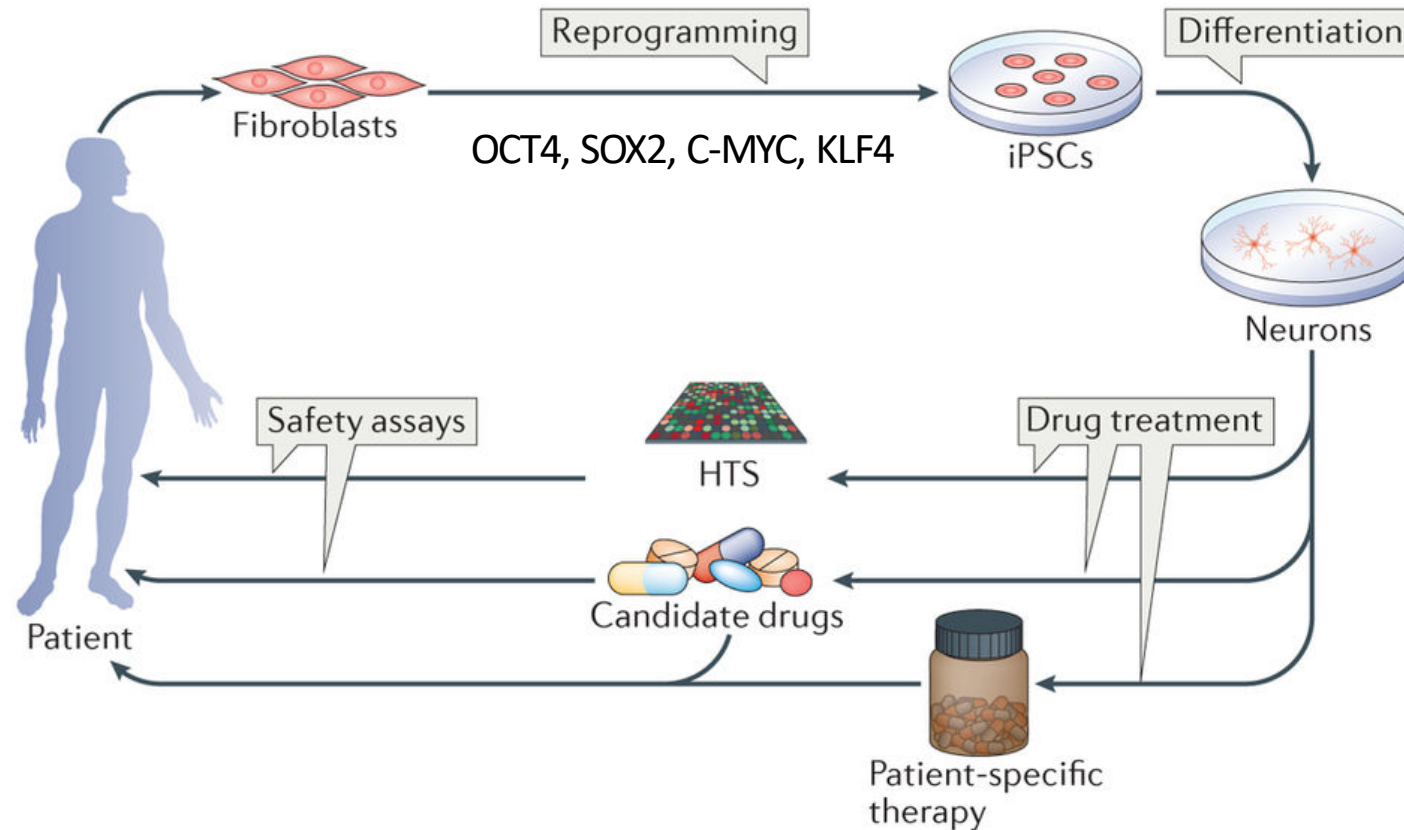 Reprogramming
Differentiation
Fibroblasts
OCT4, SOX2, C-MYC, KLF4
iPSCs
Neurons
Safety assays
Drug treatment
HTS
Candidate drugs
Patient
Patient-specific
therapy